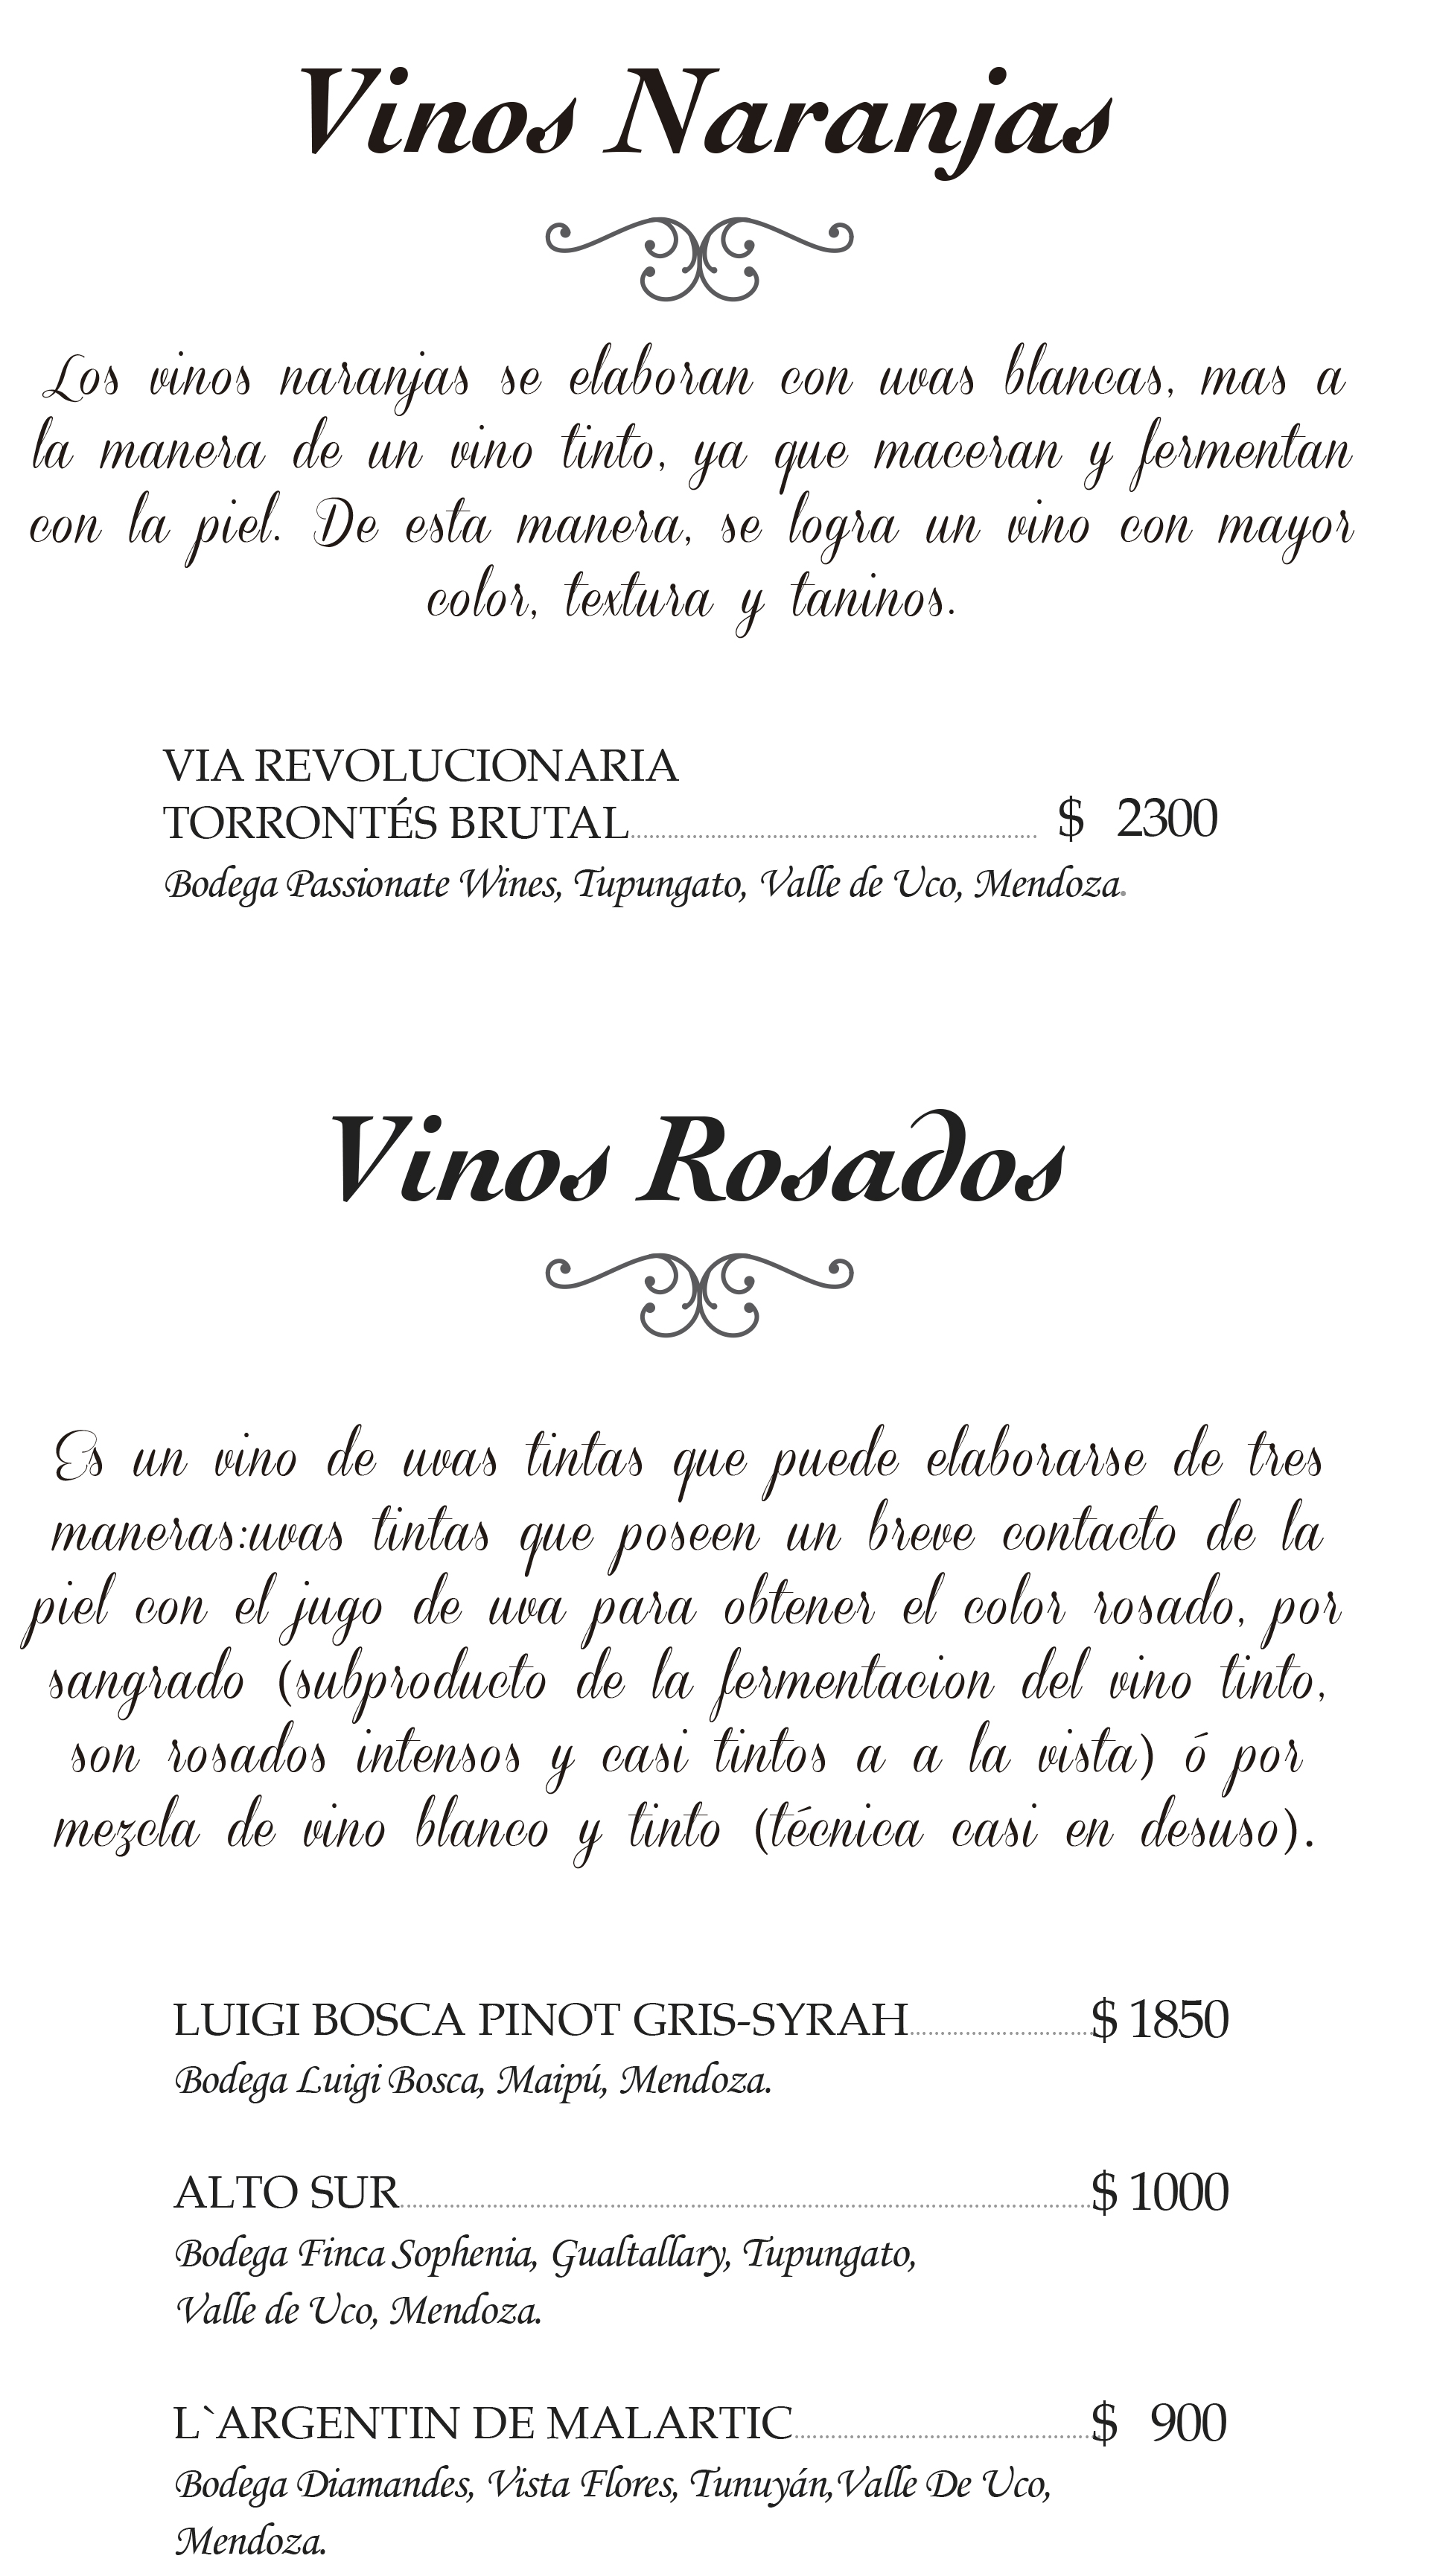 Vinos Naranjas
Los vinos naranjas se elaboran con uvas blancas, mas a
la manera de un vino tinto, ya que maceran y fermentan
con la piel. De esta manera, se logra un vino con mayor
color, textura y taninos.
VIA REVOLUCIONARIA
TORRONTÉS BRUTAL........................................................ $ 2300
Bodega Passionate Wines, Tupungato, Valle de Uco, Mendoza.
Vinos Rosados
Es un vino de uvas tintas que puede elaborarse de tres
maneras:uvas tintas que poseen un breve contacto de la
piel con el jugo de uva para obtener el color rosado, por
sangrado (subproducto de la fermentacion del vino tinto,
son rosados intensos y casi tintos a a la vista) ó por
mezcla de vino blanco y tinto (técnica casi en desuso).
LUIGI BOSCA PINOT GRIS-SYRAH.........................$ 1850
Bodega Luigi Bosca, Maipú, Mendoza.
ALTO SUR................................................................................$ 1000
Bodega Finca Sophenia, Gualtallary, Tupungato,
Valle de Uco, Mendoza.
L`ARGENTIN DE MALARTIC.........................................$ 900
Bodega Diamandes, Vista Flores, Tunuyán,Valle De Uco,
Mendoza.